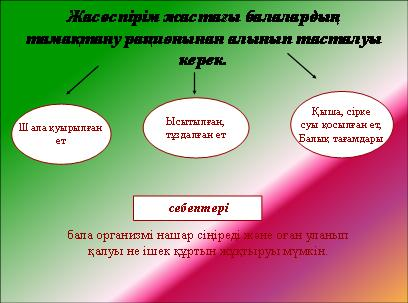 Жасөспірім жастағы балалардың
тамақтану рационынан алынып тасталуы
керек.
Шала қуырылған
ет
Ысытылған,
тұздалған ет
Қыша, сірке
суы қосылған ет,
Балық тағамдары
себептері
бала организмі нашар сіңіреді және оған уланып
қалуы не ішек құртын жұқтыруы мүмкін.